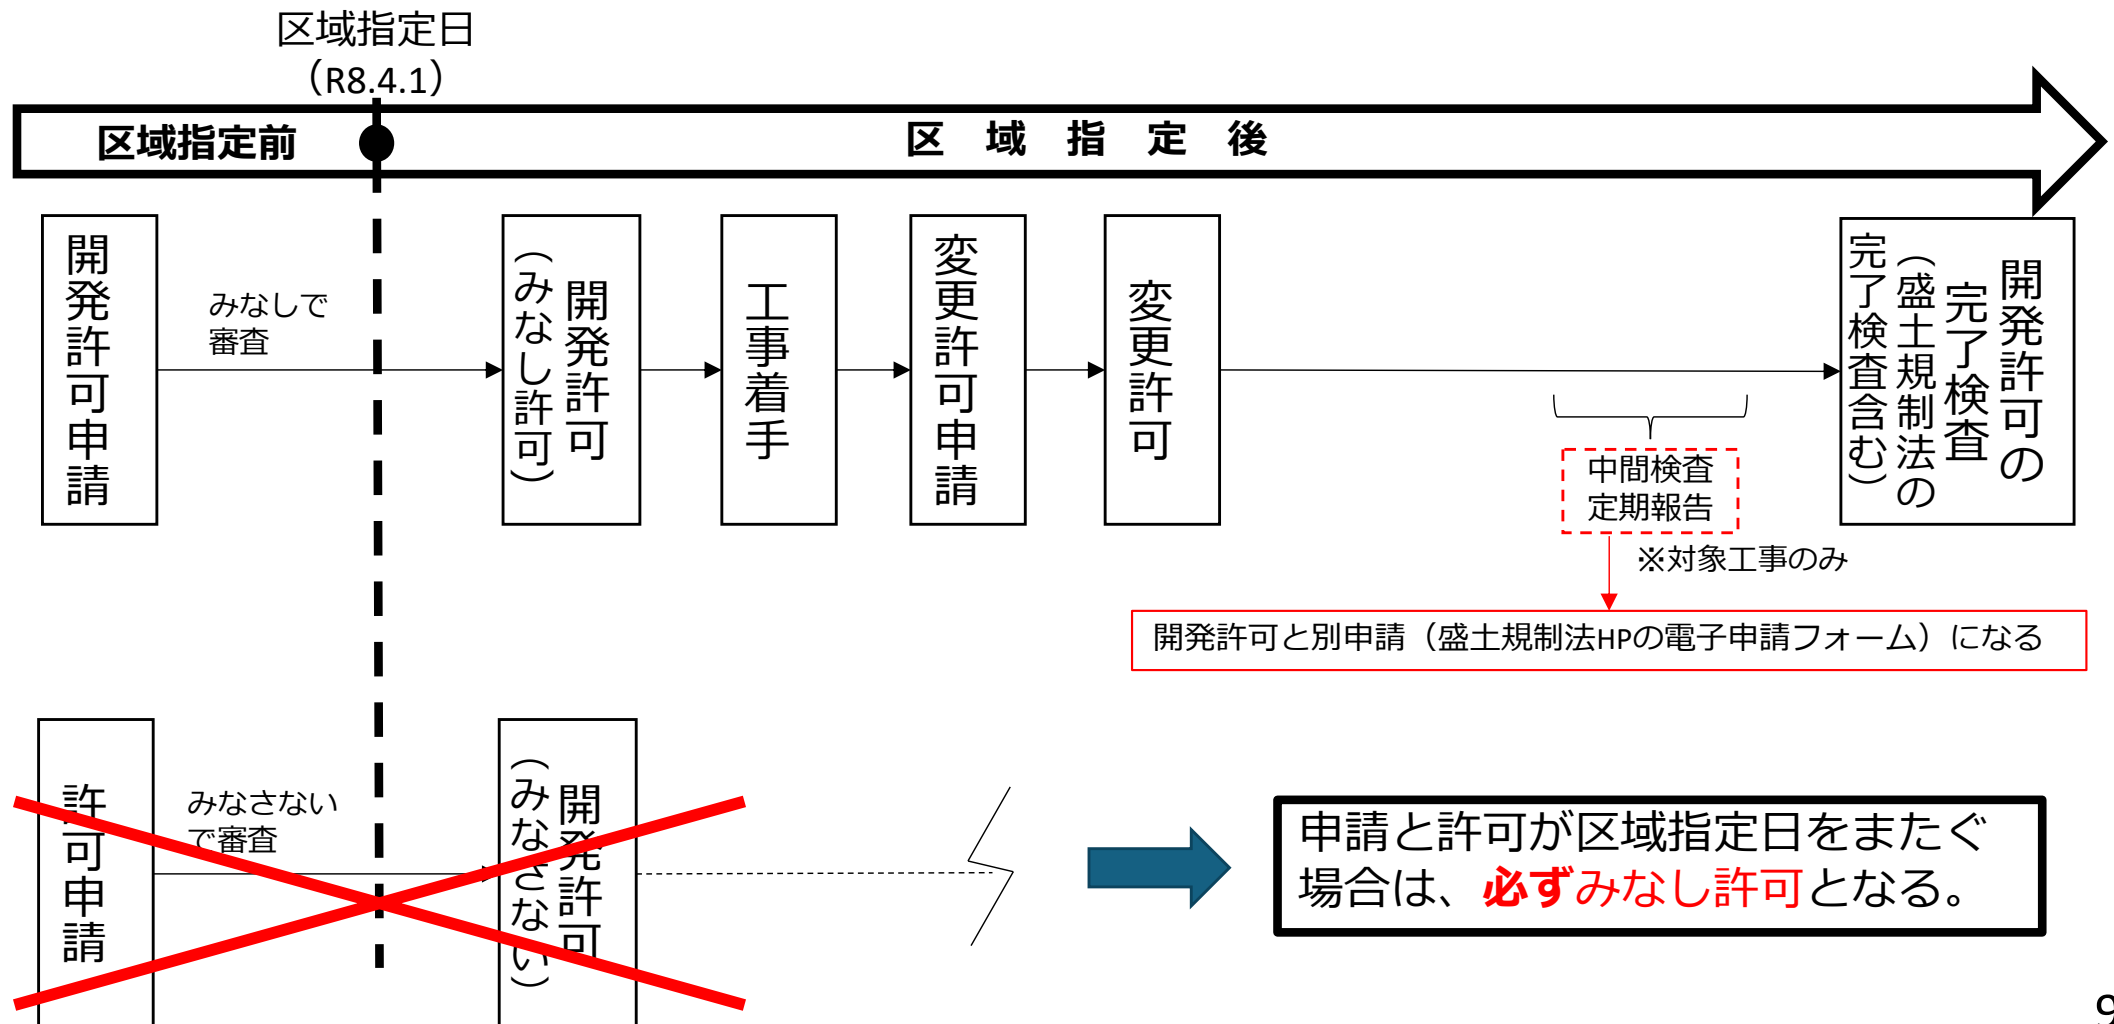 区域指定日
（R8.4.1）
区域指定前
区域指定後
開発許可申請
みなしで
審査
開発許可
（みなし許可）
工事着手
変更許可申請
変更許可
開発許可の
完了検査
（盛土規制法の
完了検査含む）
中間検査
定期報告
※対象工事のみ
開発許可と別申請（盛土規制法HPの電子申請フォーム）になる
許可申請
みなさない
で審査
開発許可
（みなさない）
申請と許可が区域指定日をまたぐ
場合は、必ずみなし許可となる。
9